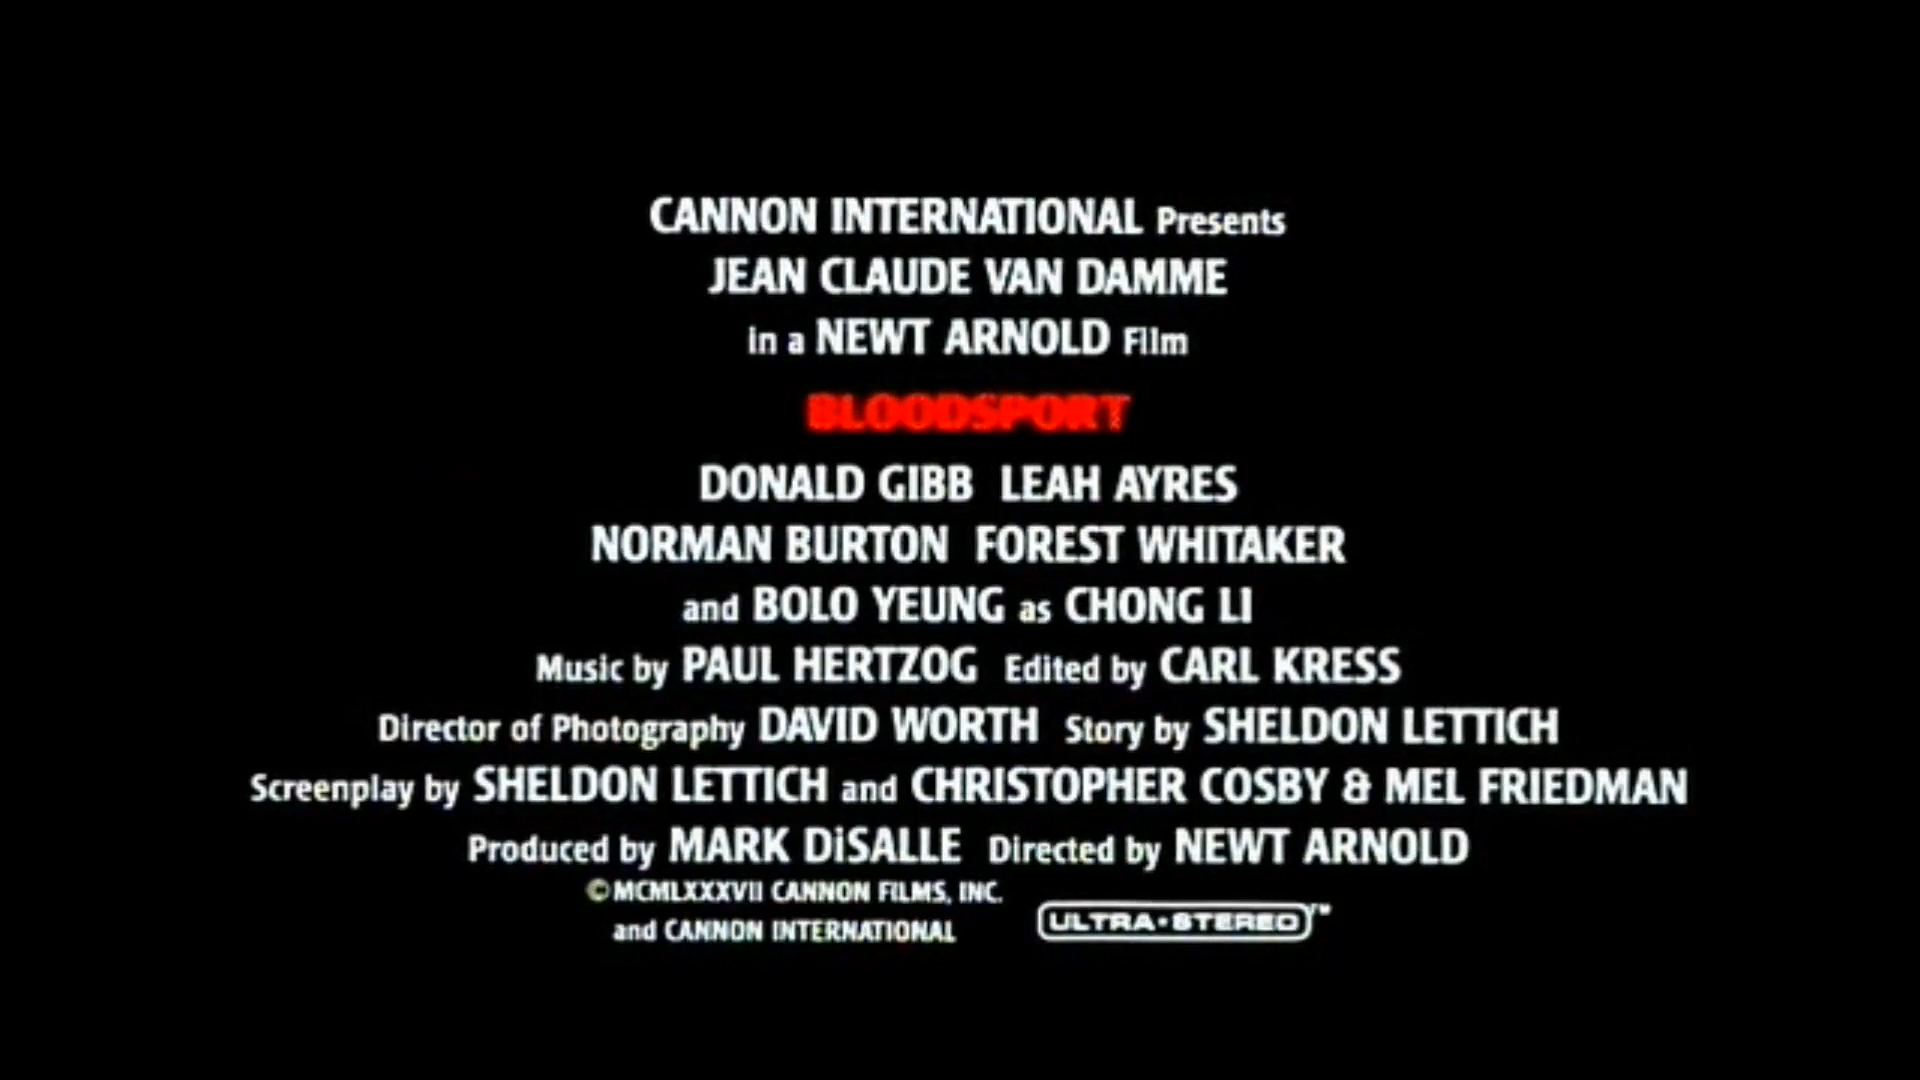 CANNON INTERNATIONAL Presents
JEAN CLAUDE VAN DAMME
in a NEWT ARNOLD Film
BLOODSPORT
DONALD GIBB LEAH AYRES
NORMAN BURTON FOREST WHITAKER
and BOLO YEUNG as CHONG LI
Music by PAUL HERTZOG Edited by CARL KRESS
Director of Photography DAVID WORTH Story by SHELDON LETTICH
Screenplay by SHELDON LETTICH and CHRISTOPHER COSBY & MEL FRIEDMAN
Produced by MARK DiSALLE Directed by NEWT ARNOLD
©MCMLXXXVII CANNON FILMS, INC.
and CANNON INTERNATIONAL
ULTRA•STEREO™